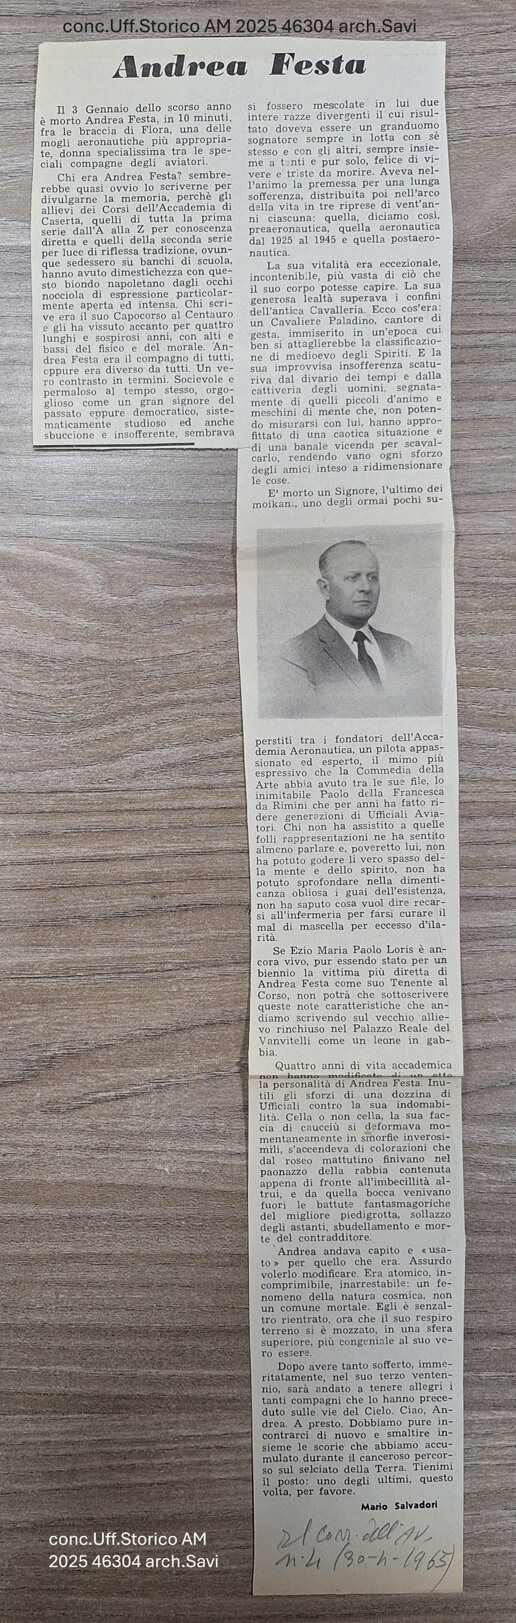 conc.Uff.Storico AM 2025 46304 arch.Savi
Andrea Festa
Il 3 Gennaio dello scorso anno
è morto Andrea Festa, in 10 minuti,
fra le braccia di Flora, una delle
mogli aeronautiche più appropria-
te, donna specialissima tra le spe-
ciali compagne degli aviatori.
Chi era Andrea Festa? sembre-
rebbe quasi ovvio lo scriverne per
divulgarne la memoria, perchè gli
allievi dei Corsi dell'Accademia di
Caserta, quelli di tutta la prima
serie dall'A alla Z per conoscenza
diretta e quelli della seconda serie
per luce di riflessa tradizione, ovun-
que sedessero su banchi di scuola,
hanno avuto dimestichezza con que-
sto biondo napoletano dagli occhi
nocciola di espressione particolar-
mente aperta ed intensa. Chi scri-
ve era il suo Capocorso al Centauro
e gli ha vissuto accanto per quattro
lunghi e sospirosi anni, con alti e
bassi del fisico e del morale. An-
drea Festa era il compagno di tutti,
eppure era diverso da tutti. Un ve-
ro contrasto in termini. Socievole e
permaloso al tempo stesso, orgo-
glioso come un gran signore del
passato eppure democratico, siste-
maticamente studioso ed anche
sbuccione e insofferente, sembrava
si fossero mescolate in lui due
intere razze divergenti il cui risul-
tato doveva essere un granduomo
sognatore sempre in lotta con sè
stesso e con gli altri, sempre insie-
me a tanti e pur solo, felice di vi-
vere e triste da morire. Aveva nel-
l'animo la premessa per una lunga
sofferenza, distribuita poi nell'arco
della vita in tre riprese di vent'an-
ni ciascuna: quella, diciamo così,
preaeronautica, quella aeronautica
dal 1925 al 1945 e quella postaero-
nautica.
La sua vitalità era eccezionale,
incontenibile, più vasta di ciò che
il suo corpo potesse capire. La sua
generosa lealtà superava i confini
dell'antica Cavalleria. Ecco cos'era:
un Cavaliere Paladino, cantore di
gesta, immiserito in un'epoca cui
ben si attaglierebbe la classificazio-
ne di medioevo degli Spiriti. E la
sua improvvisa insofferenza scatu-
riva dal divario dei tempi e dalla
cattiveria degli uomini, segnata-
mente di quelli piccoli d'animo e
meschini di mente che, non poten-
do misurarsi con lui, hanno appro-
fittato di una caotica situazione e
di una banale vicenda per scaval-
carlo, rendendo vano ogni sforzo
degli amici inteso a ridimensionare
le cose.
E' morto un Signore, l'ultimo dei
moikani, uno degli ormai pochi su-
perstiti tra i fondatori dell'Acca-
demia Aeronautica, un pilota appas-
sionato ed esperto, il mimo più
espressivo che la Commedia della
Arte abbia avuto tra le sue file, lo
inimitabile Paolo della Francesca
da Rimini che per anni ha fatto ri-
dere generazioni di Ufficiali Avia-
tori. Chi non ha assistito a quelle
folli rappresentazioni ne ha sentito
almeno parlare e, poveretto lui, non
ha potuto godere il vero spasso del-
la mente e dello spirito, non ha
potuto sprofondare nella dimenti-
canza obliosa i guai dell'esistenza,
non ha saputo cosa vuol dire recar-
si all'infermeria per farsi curare il
mal di mascella per eccesso d'ila-
rità.
Se Ezio Maria Paolo Loris è an-
cora vivo, pur essendo stato per un
biennio la vittima più diretta di
Andrea Festa come suo Tenente al
Corso, non potrà che sottoscrivere
queste note caratteristiche che an-
diamo scrivendo sul vecchio allie-
vo rinchiuso nel Palazzo Reale del
Vanvitelli come un leone in gab-
bia.
Quattro anni di vita accademica
non hanno modificato di un ette
la personalità di Andrea Festa. Inu-
tili gli sforzi di una dozzina di
Ufficiali contro la sua indomabi-
lità. Cella o non cella, la sua fac-
cia di caucciù si deformava mo-
mentaneamente in smorfie inverosi-
mili, s'accendeva di colorazioni che
dal roseo mattutino finivano nel
paonazzo della rabbia contenuta
appena di fronte all'imbecillità al-
trui, e da quella bocca venivano
fuori le battute fantasmagoriche
del migliore piedigrotta, sollazzo
degli astanti, sbudellamento e mor-
te del contradditore.
Andrea andava capito e «usa-
to» per quello che era. Assurdo
volerlo modificare. Era atomico, in-
comprimibile, inarrestabile: un fe-
nomeno della natura cosmica, non
un comune mortale. Egli è senzal-
tro rientrato, ora che il suo respiro
terreno si è mozzato, in una sfera
superiore, più congeniale al suo ve-
ro essere.
Dopo avere tanto sofferto, imme-
ritatamente, nel suo terzo venten-
nio, sarà andato a tenere allegri i
tanti compagni che lo hanno prece-
duto sulle vie del Cielo. Ciao, An-
drea. A presto. Dobbiamo pure in-
contrarci di nuovo e smaltire in-
sieme le scorie che abbiamo accu-
mulato durante il canceroso percor-
so sul selciato della Terra. Tienimi
il posto: uno degli ultimi, questo
volta, per favore.
Mario Salvadori
Il Corr. dell'Av.
n. 4 (30-4-1965)
conc.Uff.Storico AM
2025 46304 arch.Savi